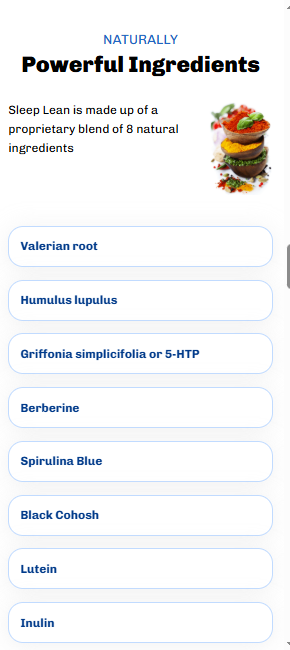 NATURALLY
Powerful Ingredients
Sleep Lean is made up of a
proprietary blend of 8 natural
ingredients
Valerian root
Humulus lupulus
Griffonia simplicifolia or 5-HTP
Berberine
Spirulina Blue
Black Cohosh
Lutein
Inulin